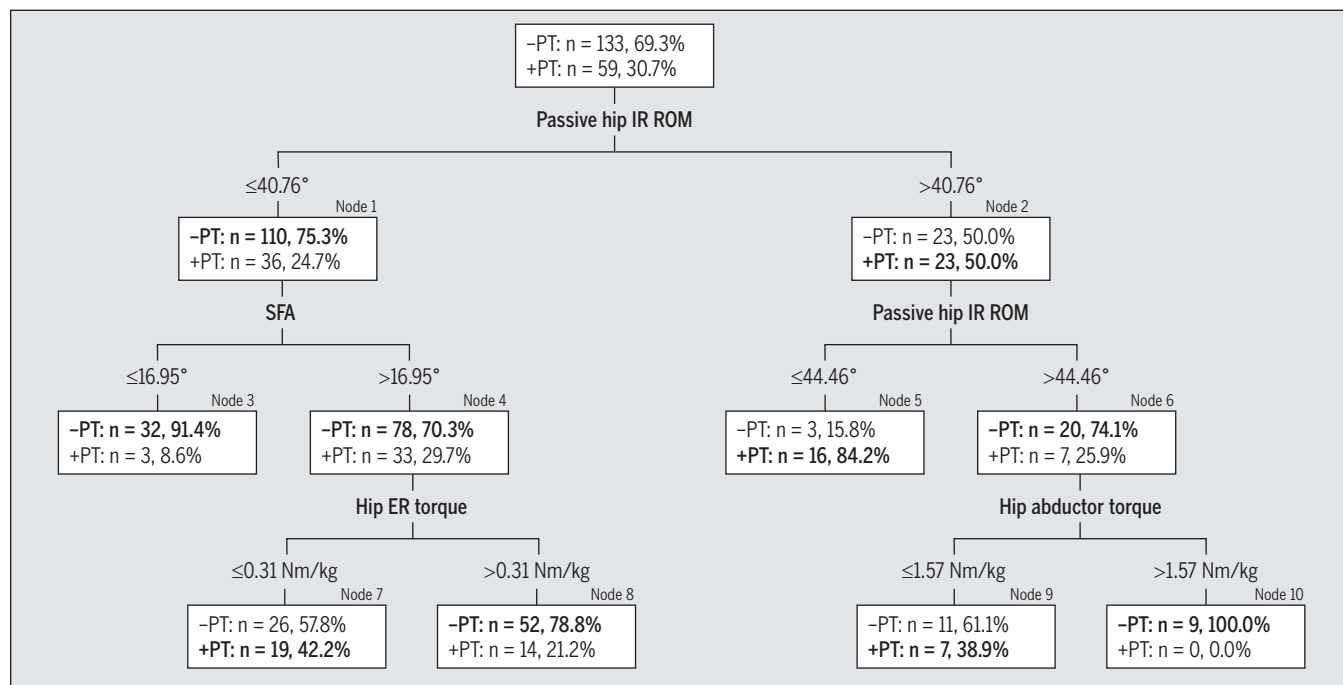 –PT: n = 133, 69.3%
+PT: n = 59, 30.7%
Passive hip IR ROM
≤40.76°
>40.76°
Node 1
–PT: n = 110, 75.3%
+PT: n = 36, 24.7%
Node 2
–PT: n = 23, 50.0%
+PT: n = 23, 50.0%
SFA
Passive hip IR ROM
≤16.95°
>16.95°
≤44.46°
>44.46°
Node 3
–PT: n = 32, 91.4%
+PT: n = 3, 8.6%
Node 4
–PT: n = 78, 70.3%
+PT: n = 33, 29.7%
Node 5
–PT: n = 3, 15.8%
+PT: n = 16, 84.2%
Node 6
–PT: n = 20, 74.1%
+PT: n = 7, 25.9%
Hip ER torque
Hip abductor torque
≤0.31 Nm/kg
>0.31 Nm/kg
≤1.57 Nm/kg
>1.57 Nm/kg
Node 7
–PT: n = 26, 57.8%
+PT: n = 19, 42.2%
Node 8
–PT: n = 52, 78.8%
+PT: n = 14, 21.2%
Node 9
–PT: n = 11, 61.1%
+PT: n = 7, 38.9%
Node 10
–PT: n = 9, 100.0%
+PT: n = 0, 0.0%